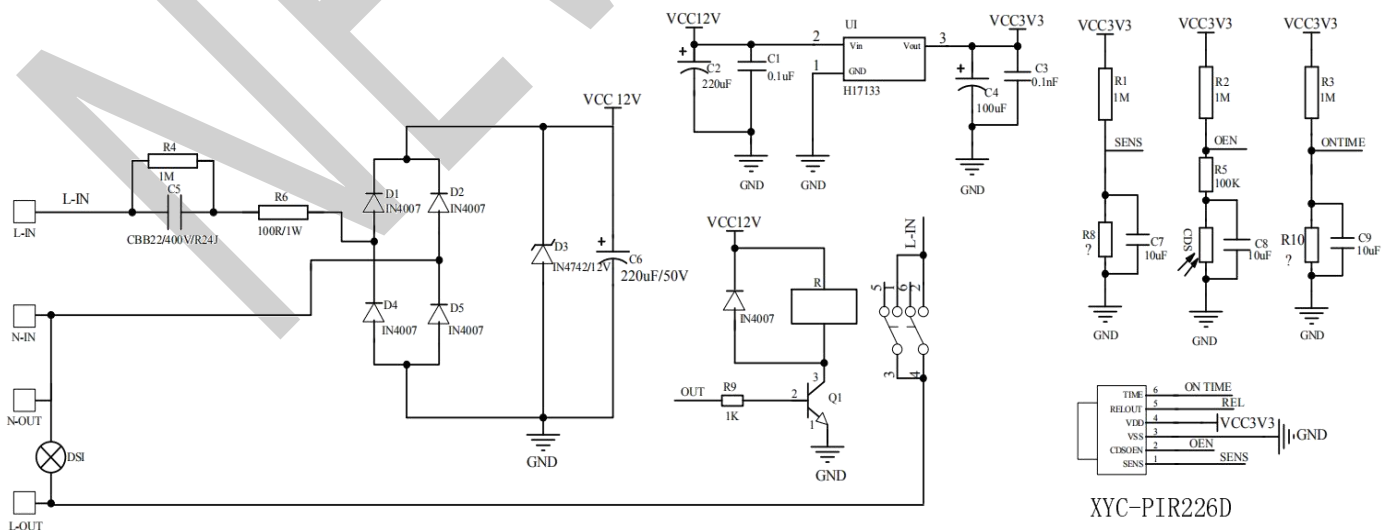 VCC12V
+
C2
220uF
C1
0.1uF
GND
2
1
UI
Vin
Vout
GND
H17133
3
GND
VCC3V3
+
C4
100uF
C3
0.1nF
GND
VCC3V3
R1
1M
SENS
R8
?
C7
10uF
GND
VCC3V3
R2
1M
OEN
R5
100K
CDS
C8
10uF
GND
VCC3V3
R3
1M
ONTIME
R10
?
C9
10uF
GND
L-IN
L-IN
R4
1M
C5
CBB22/400V/R24J
R6
100R/1W
D1
IN4007
D2
IN4007
D4
IN4007
D5
IN4007
VCC 12V
D3
IN4742/12V
+
C6
220uF/50V
GND
N-IN
N-OUT
DSI
L-OUT
VCC12V
IN4007
R
OUT
R9
1K
2
3
1
Q1
GND
L-IN
5
1
6
2
3
4
TIME 6 ON TIME
RELOUT 5 REL
VDD 4 VCC3V3
VSS 3 GND
CDSOEN 2 OEN
SENS 1 SENS
XYC-PIR226D